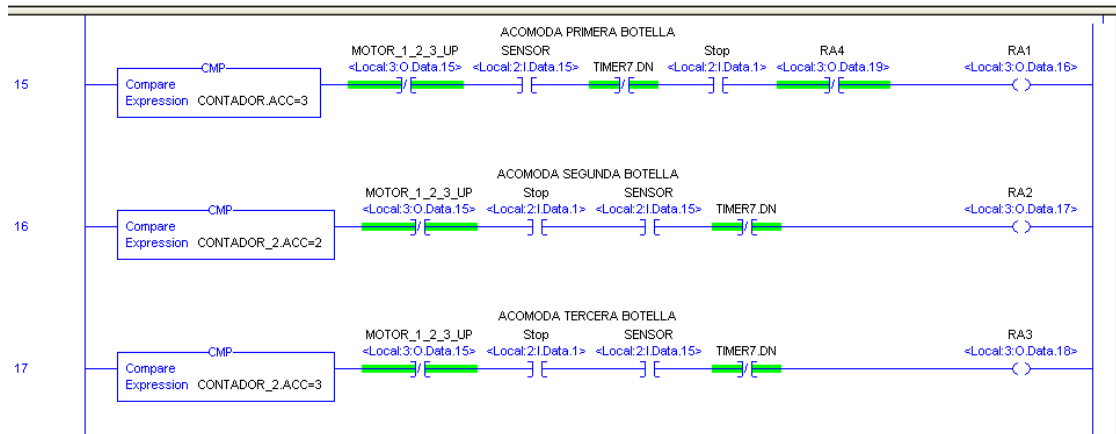 ACOMODA PRIMERA BOTELLA
MOTOR_1_2_3_UP SENSOR Stop RA4 RA1
CMP <Local:3:O.Data.15> <Local:2:I.Data.15> TIMER7.DN <Local:2:I.Data.1> <Local:3:O.Data.19> <Local:3:O.Data.16>
15 Compare
Expression CONTADOR.ACC=3
ACOMODA SEGUNDA BOTELLA
MOTOR_1_2_3_UP Stop SENSOR RA2
CMP <Local:3:O.Data.15> <Local:2:I.Data.1> <Local:2:I.Data.15> TIMER7.DN <Local:3:O.Data.17>
16 Compare
Expression CONTADOR_2.ACC=2
ACOMODA TERCERA BOTELLA
MOTOR_1_2_3_UP Stop SENSOR RA3
CMP <Local:3:O.Data.15> <Local:2:I.Data.1> <Local:2:I.Data.15> TIMER7.DN <Local:3:O.Data.18>
17 Compare
Expression CONTADOR_2.ACC=3